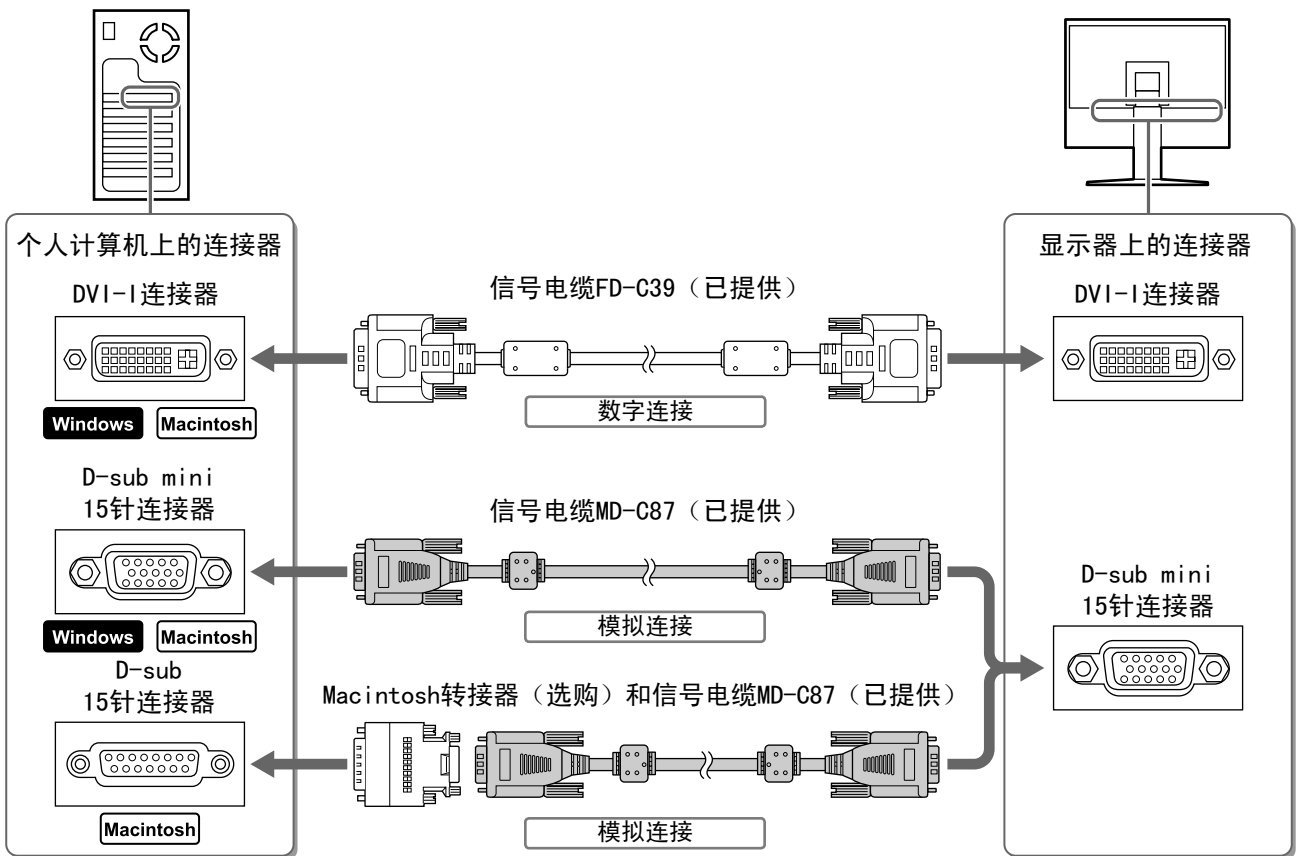 个人计算机上的连接器
DVI-I连接器
Windows Macintosh
D-sub mini
15针连接器
Windows Macintosh
D-sub
15针连接器
Macintosh
信号电缆FD-C39（已提供）
数字连接
信号电缆MD-C87（已提供）
模拟连接
Macintosh转接器（选购）和信号电缆MD-C87（已提供）
模拟连接
显示器上的连接器
DVI-I连接器
D-sub mini
15针连接器